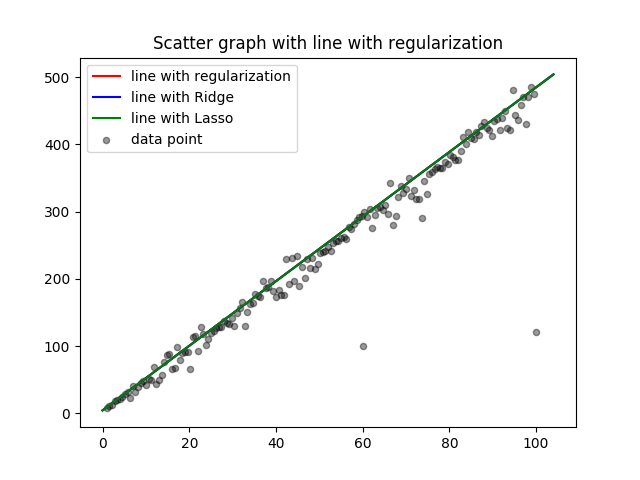 Scatter graph with line with regularization
500
400
300
200
100
0
line with regularization
line with Ridge
line with Lasso
data point
0 20 40 60 80 100